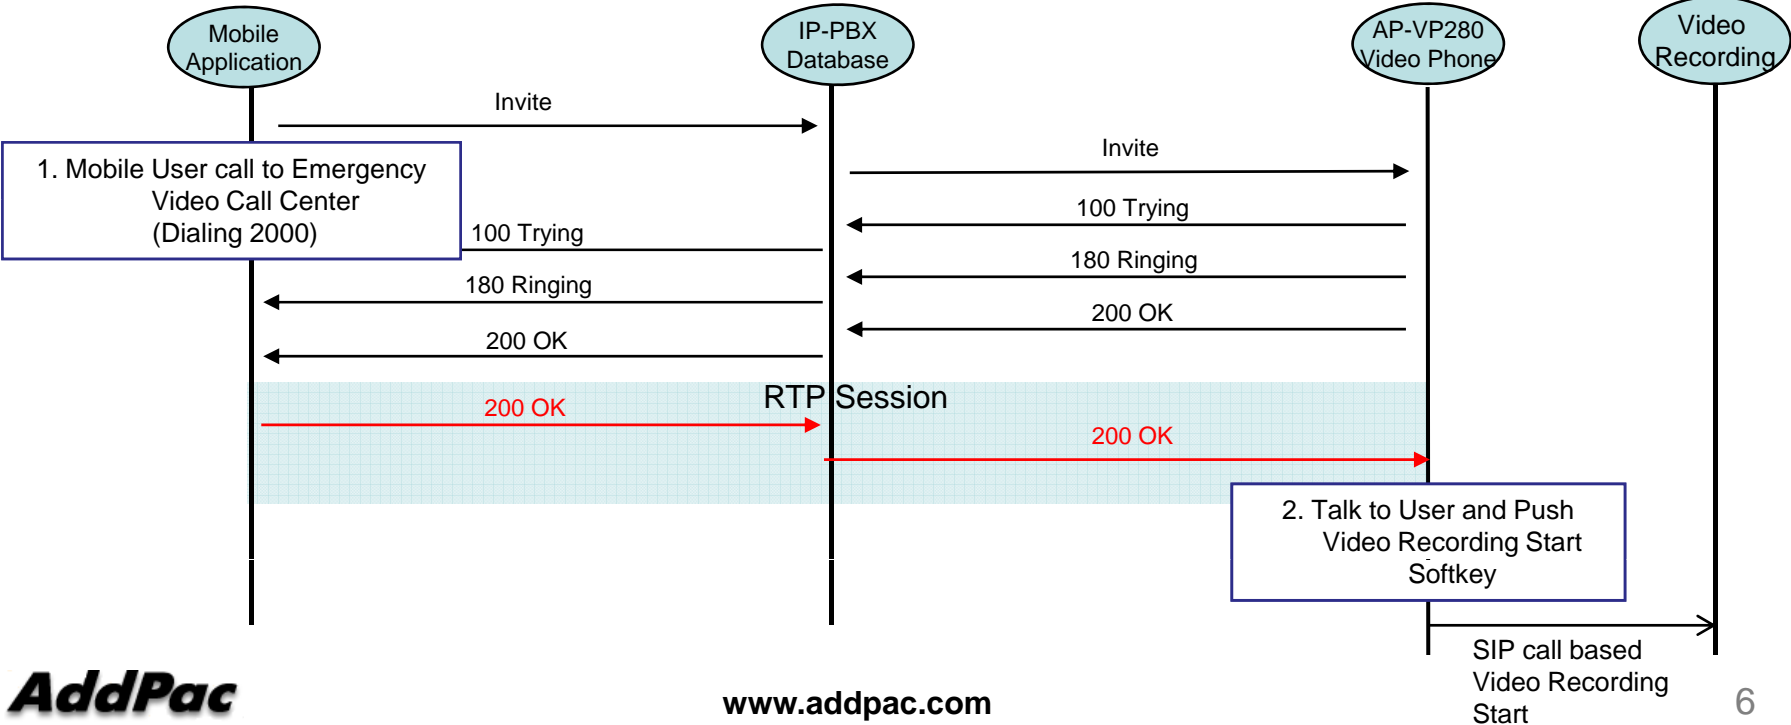 Mobile
Application
IP-PBX
Database
AP-VP280
Video Phone
Video
Recording
Invite
Invite
1. Mobile User call to Emergency
Video Call Center
(Dialing 2000)
100 Trying
100 Trying
180 Ringing
180 Ringing
200 OK
200 OK
RTP Session
200 OK
200 OK
2. Talk to User and Push
Video Recording Start
Softkey
SIP call based
Video Recording
Start
AddPac
www.addpac.com
6